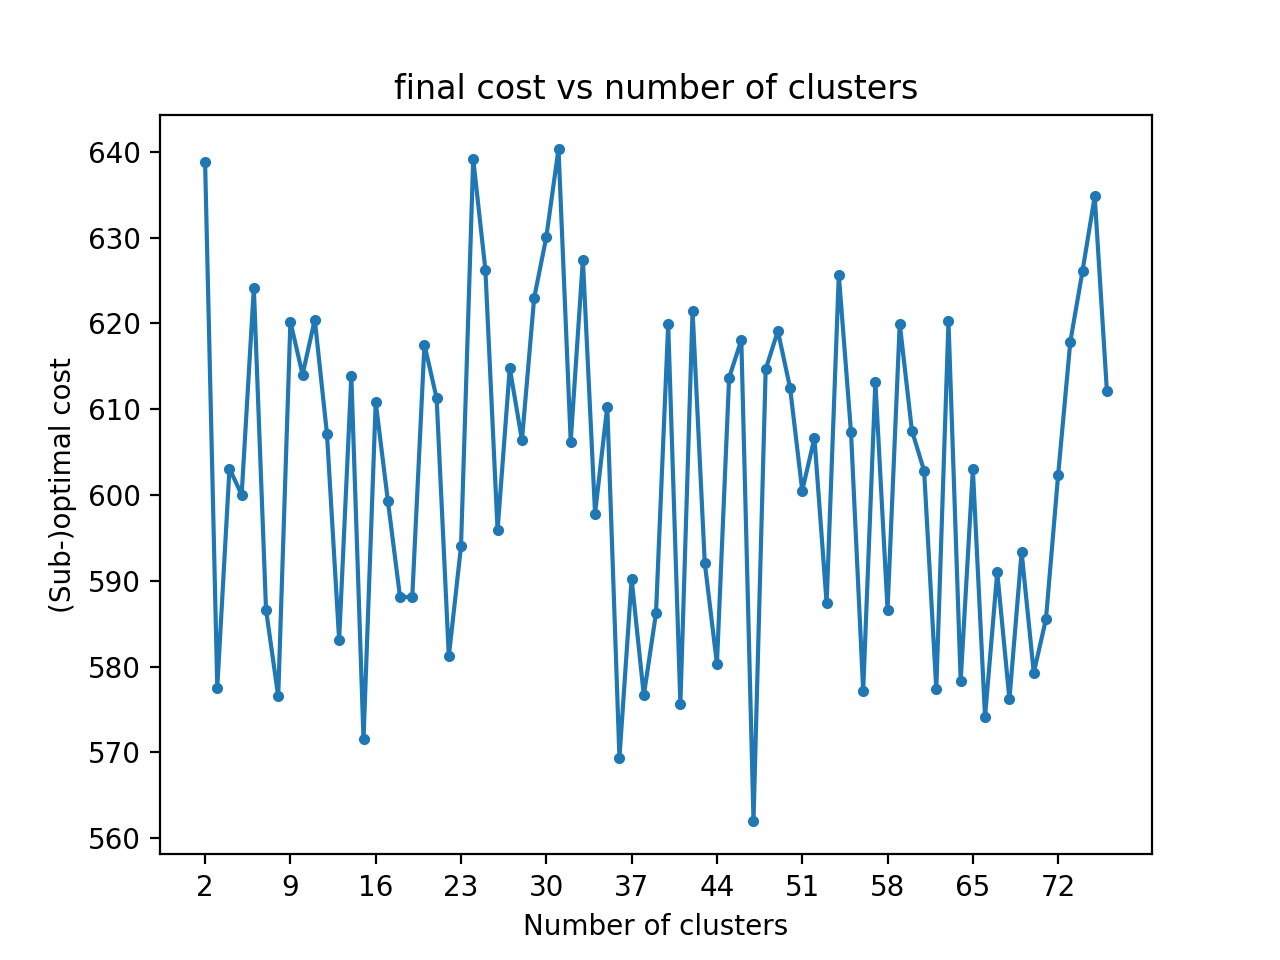 final cost vs number of clusters
640
630
620
610
600
590
580
570
560
(Sub-)optimal cost
2 9 16 23 30 37 44 51 58 65 72
Number of clusters